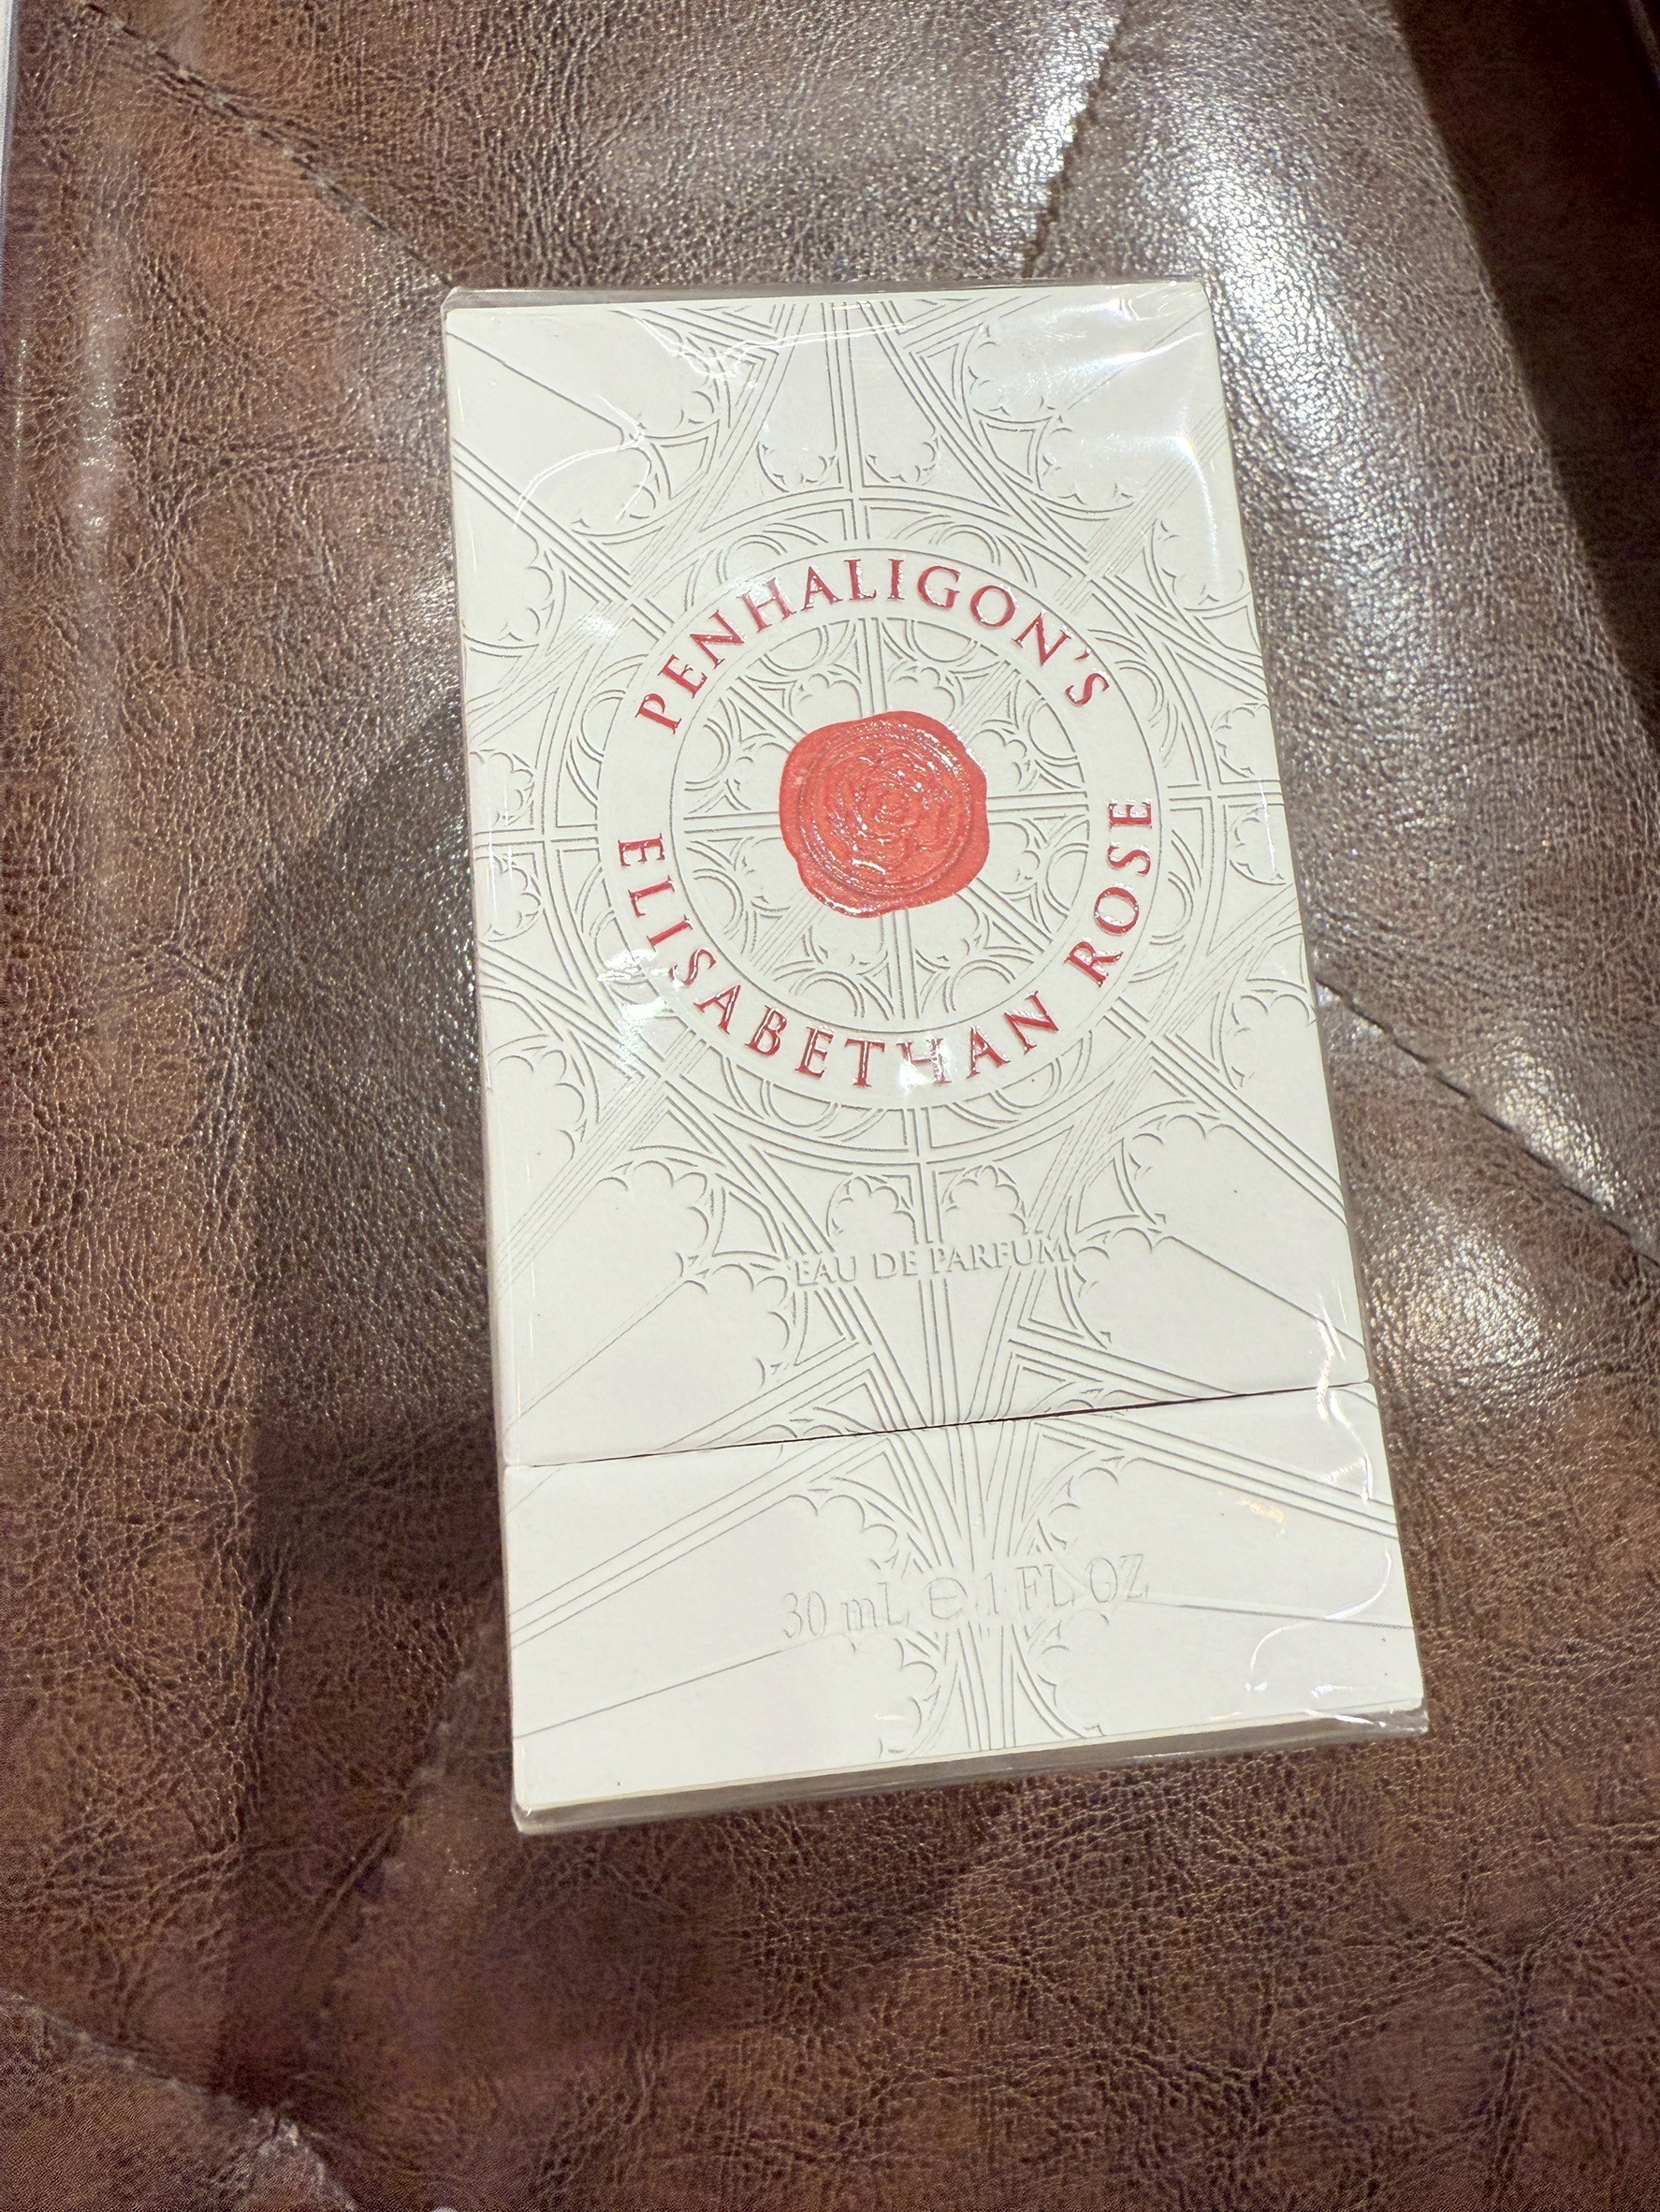 PENHALIGON'S
ELISABETHAN ROSE
EAU DE PARFUM
30 mL ℮ 1 FL OZ